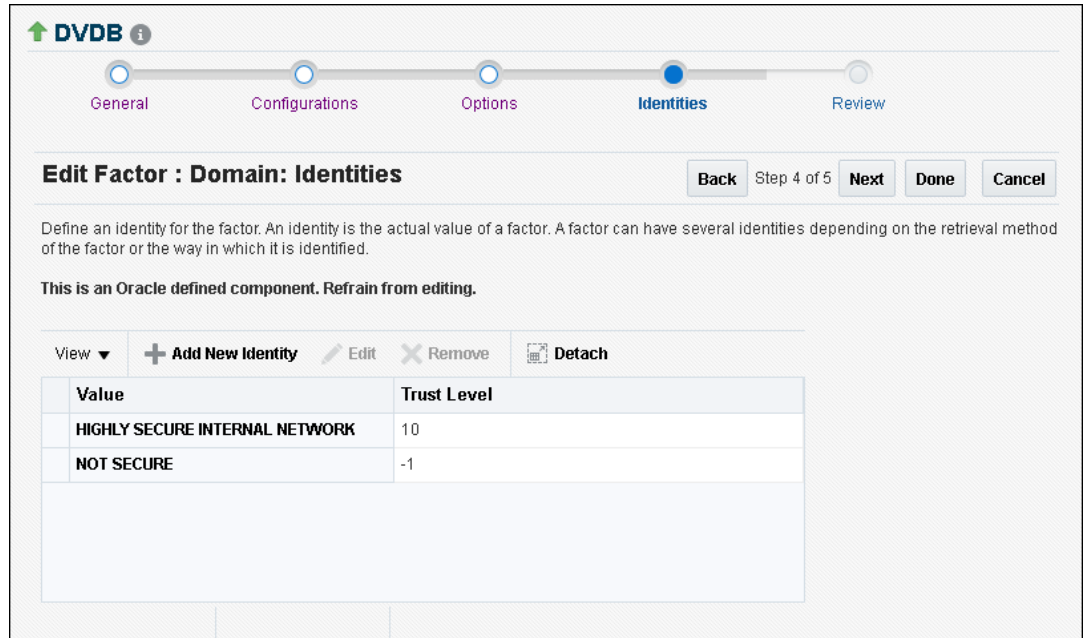 DVDB
General Configurations Options Identities Review
Edit Factor : Domain: Identities
Back Step 4 of 5 Next Done Cancel
Define an identity for the factor. An identity is the actual value of a factor. A factor can have several identities depending on the retrieval method
of the factor or the way in which it is identified.
This is an Oracle defined component. Refrain from editing.
View Add New Identity Edit Remove Detach
Value Trust Level
HIGHLY SECURE INTERNAL NETWORK 10
NOT SECURE -1